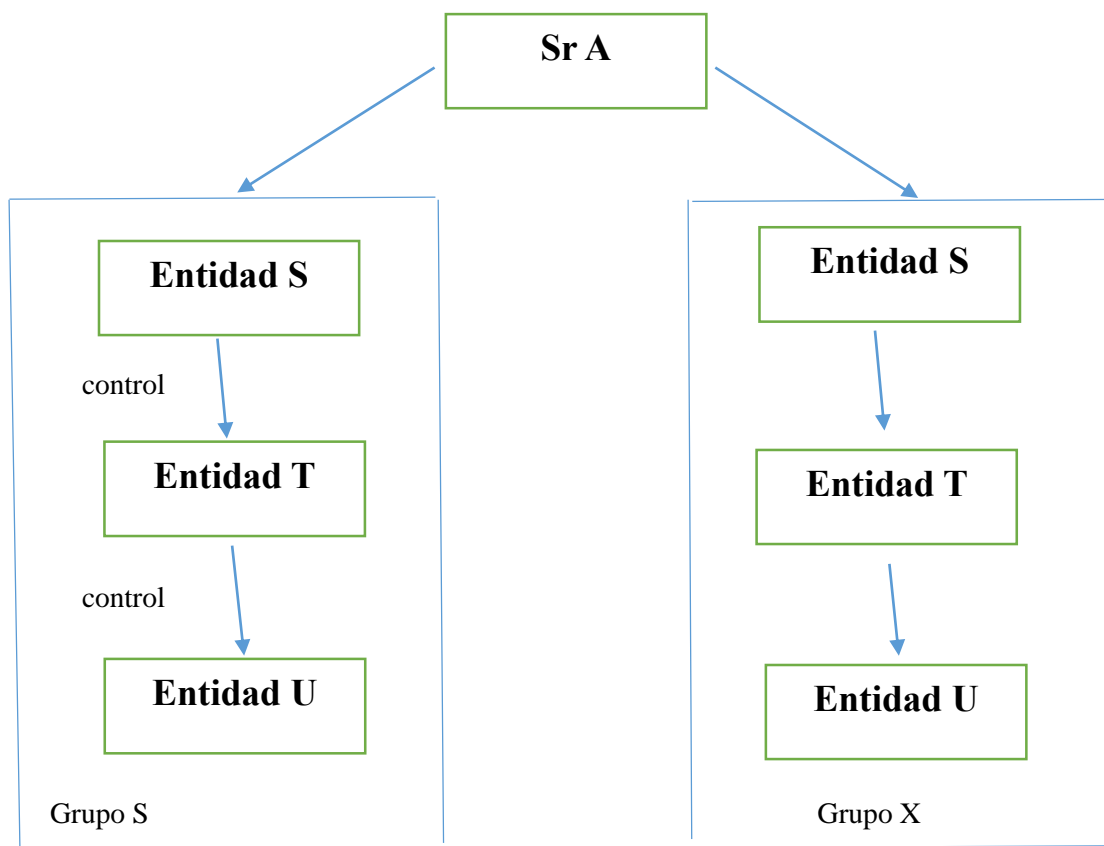 Sr A
Entidad S
control
Entidad T
control
Entidad U
Grupo S
Entidad S
Entidad T
Entidad U
Grupo X